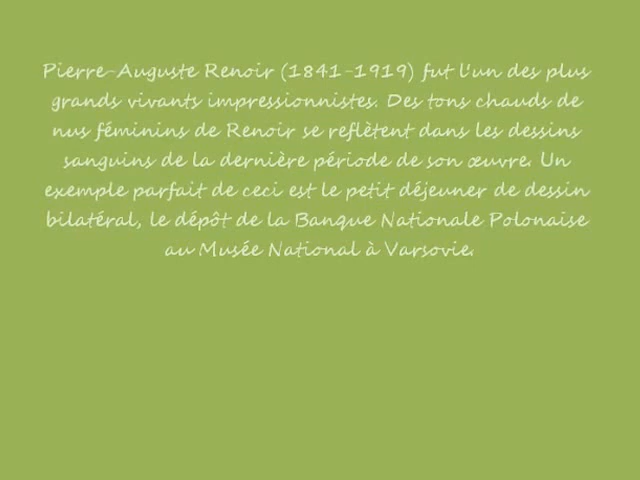 Pierre-Auguste Renoir (1841-1919) fut l'un des plus
grands vivants impressionnistes. Des tons chauds de
nus féminins de Renoir se reflètent dans les dessins
sanguins de la dernière période de son œuvre. Un
exemple parfait de ceci est le petit déjeuner de dessin
bilatéral, le dépôt de la Banque Nationale Polonaise
au Musée National à Varsovie.